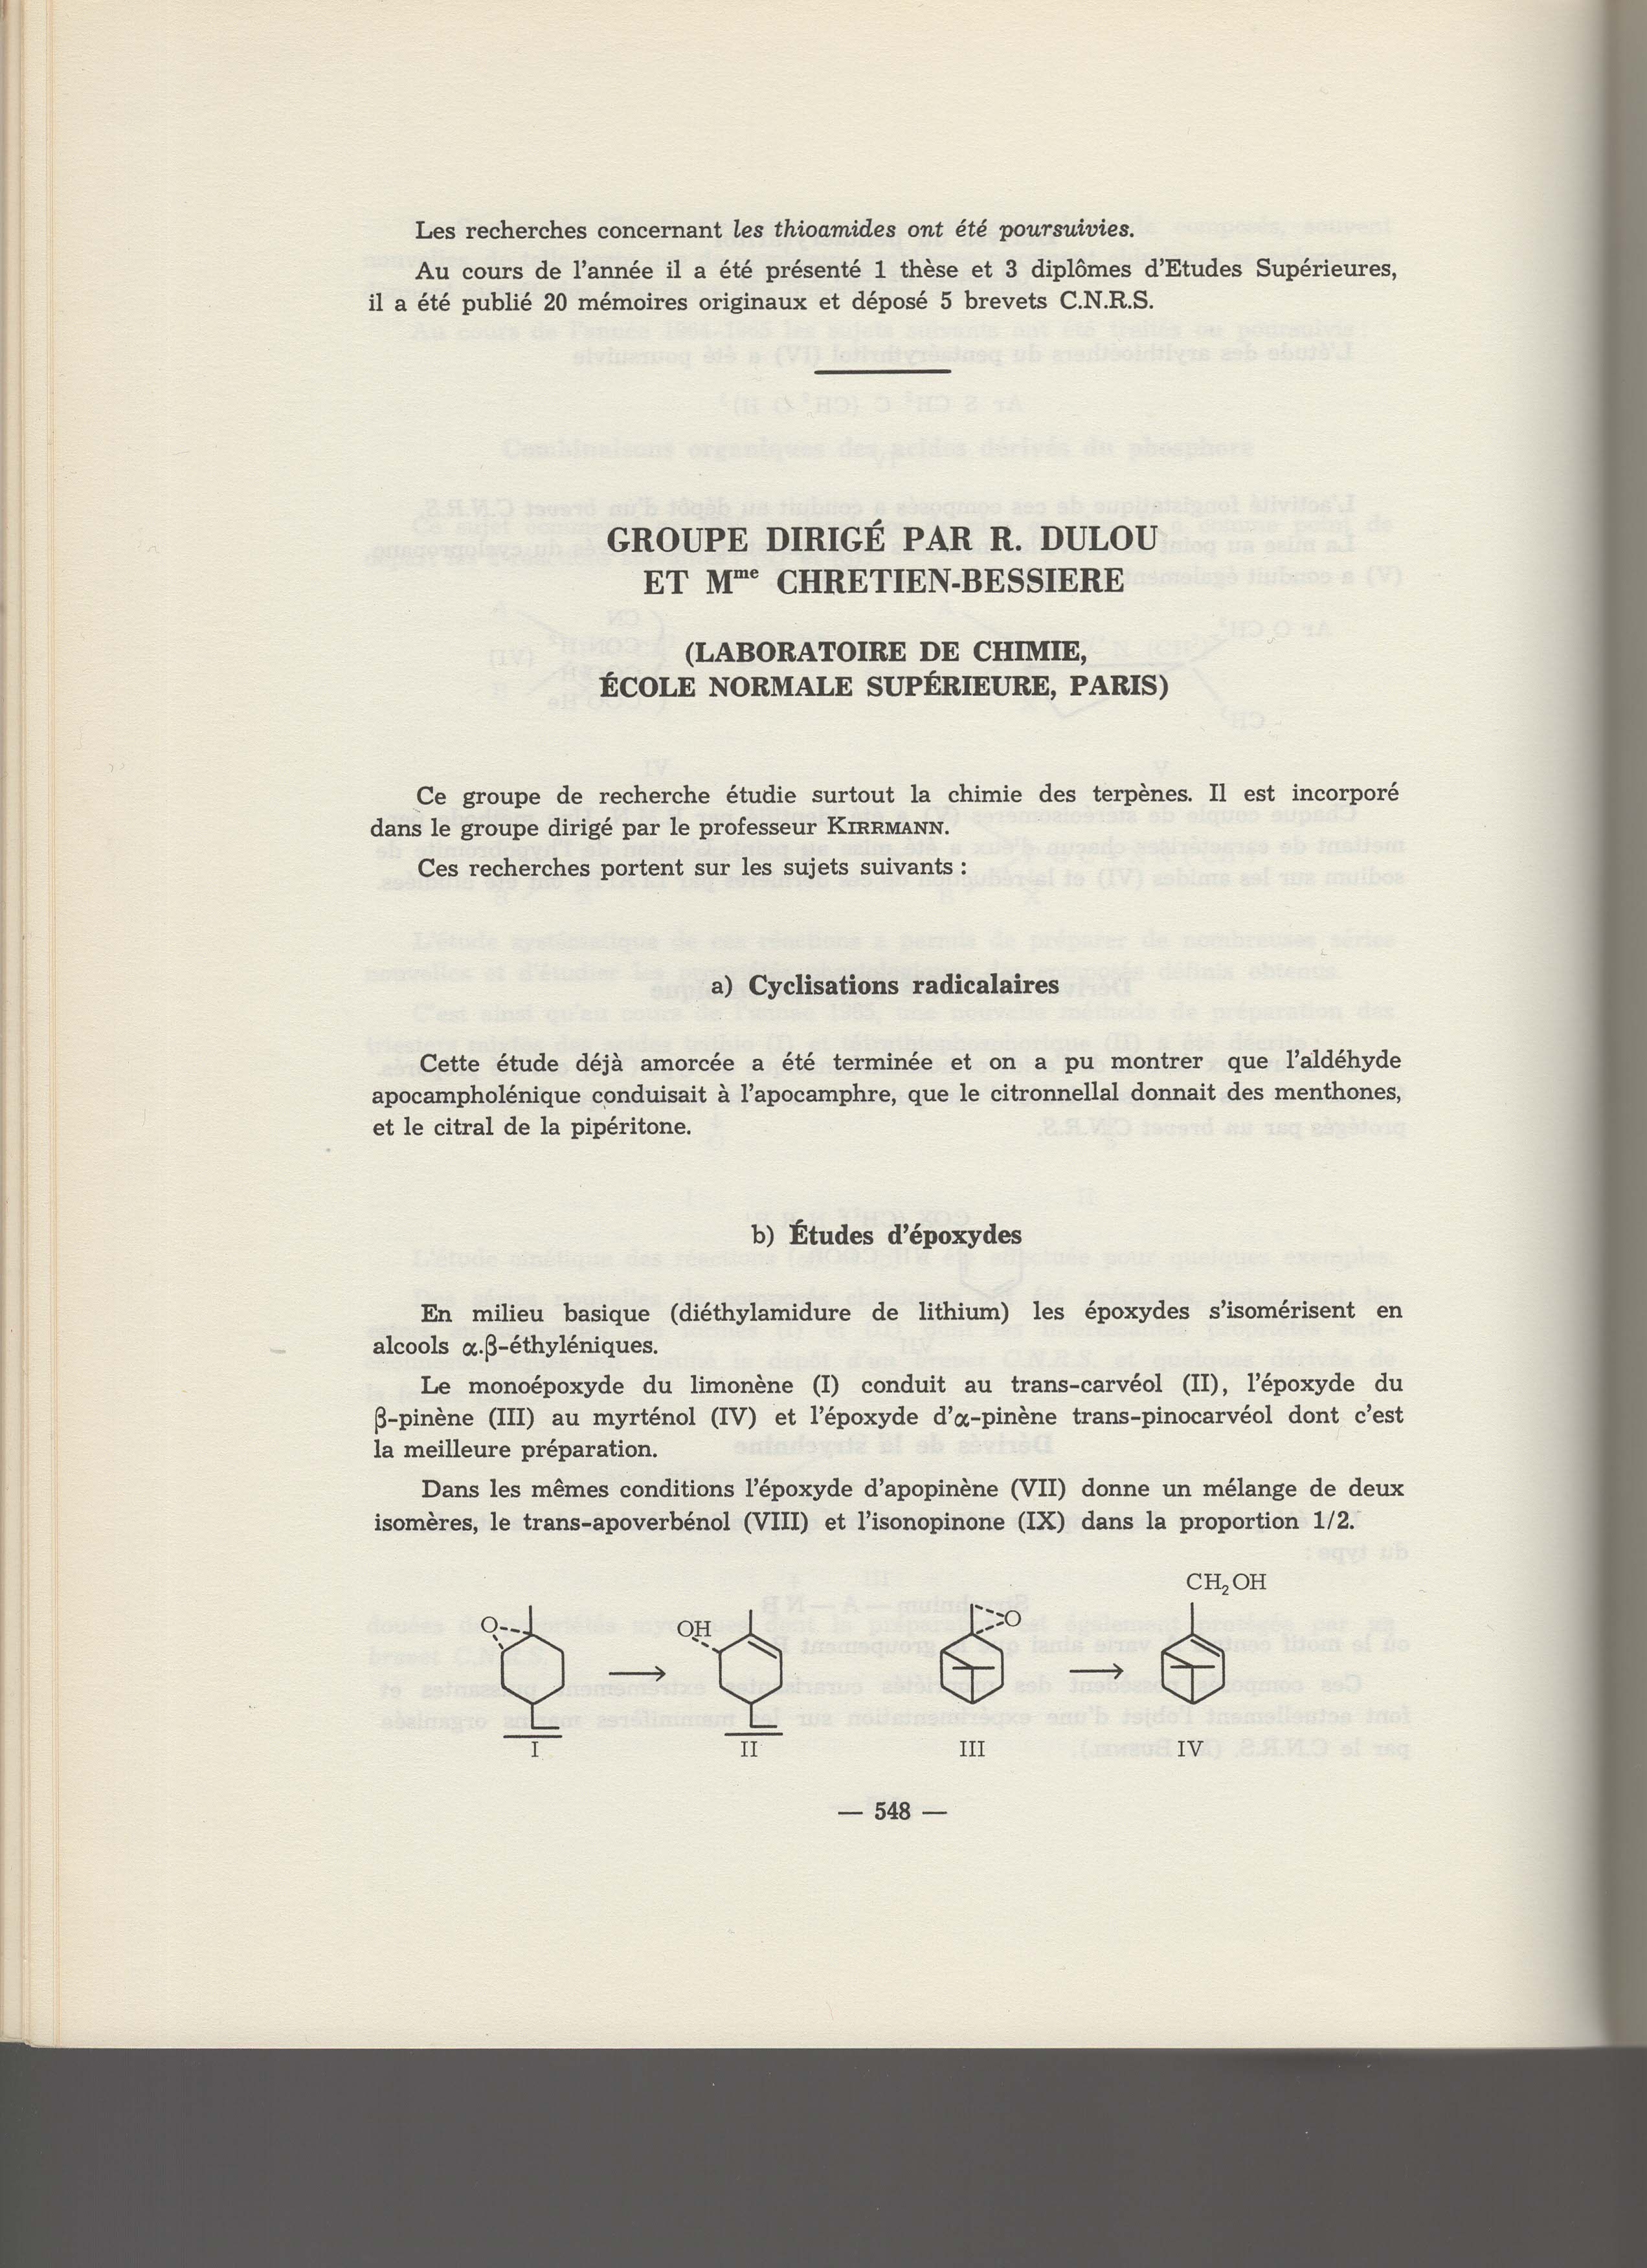 Les recherches concernant les thioamides ont été poursuivies.
Au cours de l'année il a été présenté 1 thèse et 3 diplômes d'Etudes Supérieures,
il a été publié 20 mémoires originaux et déposé 5 brevets C.N.R.S.
GROUPE DIRIGÉ PAR R. DULOU
ET Mme CHRETIEN-BESSIERE
(LABORATOIRE DE CHIMIE,
ÉCOLE NORMALE SUPÉRIEURE, PARIS)
Ce groupe de recherche étudie surtout la chimie des terpènes. Il est incorporé
dans le groupe dirigé par le professeur KIRRMANN.
Ces recherches portent sur les sujets suivants :
a) Cyclisations radicalaires
Cette étude déjà amorcée a été terminée et on a pu montrer que l'aldéhyde
apocampholénique conduisait à l'apocamphre, que le citronnellal donnait des menthones,
et le citral de la pipéritone.
b) Études d'époxydes
En milieu basique (diéthylamidure de lithium) les époxydes s'isomérisent en
alcools α.β-éthyléniques.
Le monoépoxyde du limonène (I) conduit au trans-carvéol (II), l'époxyde du
β-pinène (III) au myrténol (IV) et l'époxyde d'α-pinène trans-pinocarvéol dont c'est
la meilleure préparation.
Dans les mêmes conditions l'époxyde d'apopinène (VII) donne un mélange de deux
isomères, le trans-apoverbénol (VIII) et l'isonopinone (IX) dans la proportion 1/2.
CH2OH
O OH O
I II III IV
— 548 —